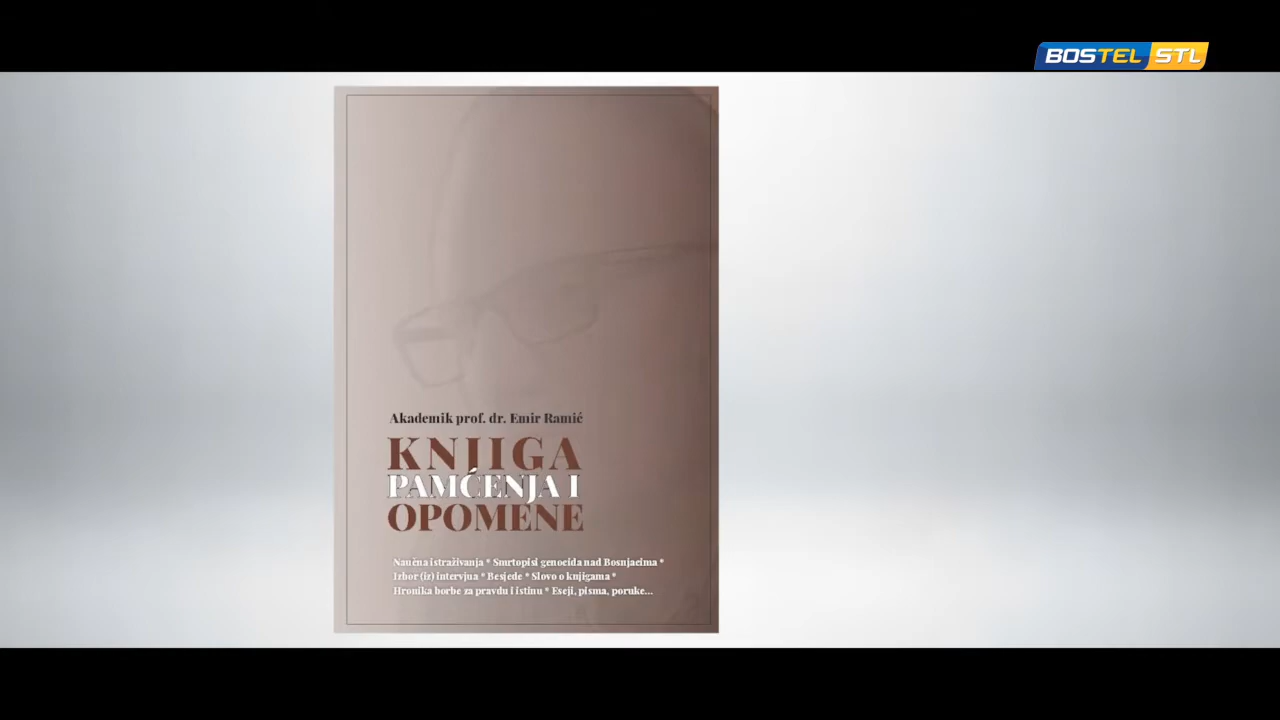 BOSTEL STL
Akademik prof. dr. Emir Ramić
KNJIGA
PAMĆENJA I
OPOMENE
Naučna istraživanja * Smrtopisi genocida nad Bosnjacima *
Izbor (iz) intervjua * Besjede * Slovo o knjigama *
Hronika borbe za pravdu i istinu * Eseji, pisma, poruke...